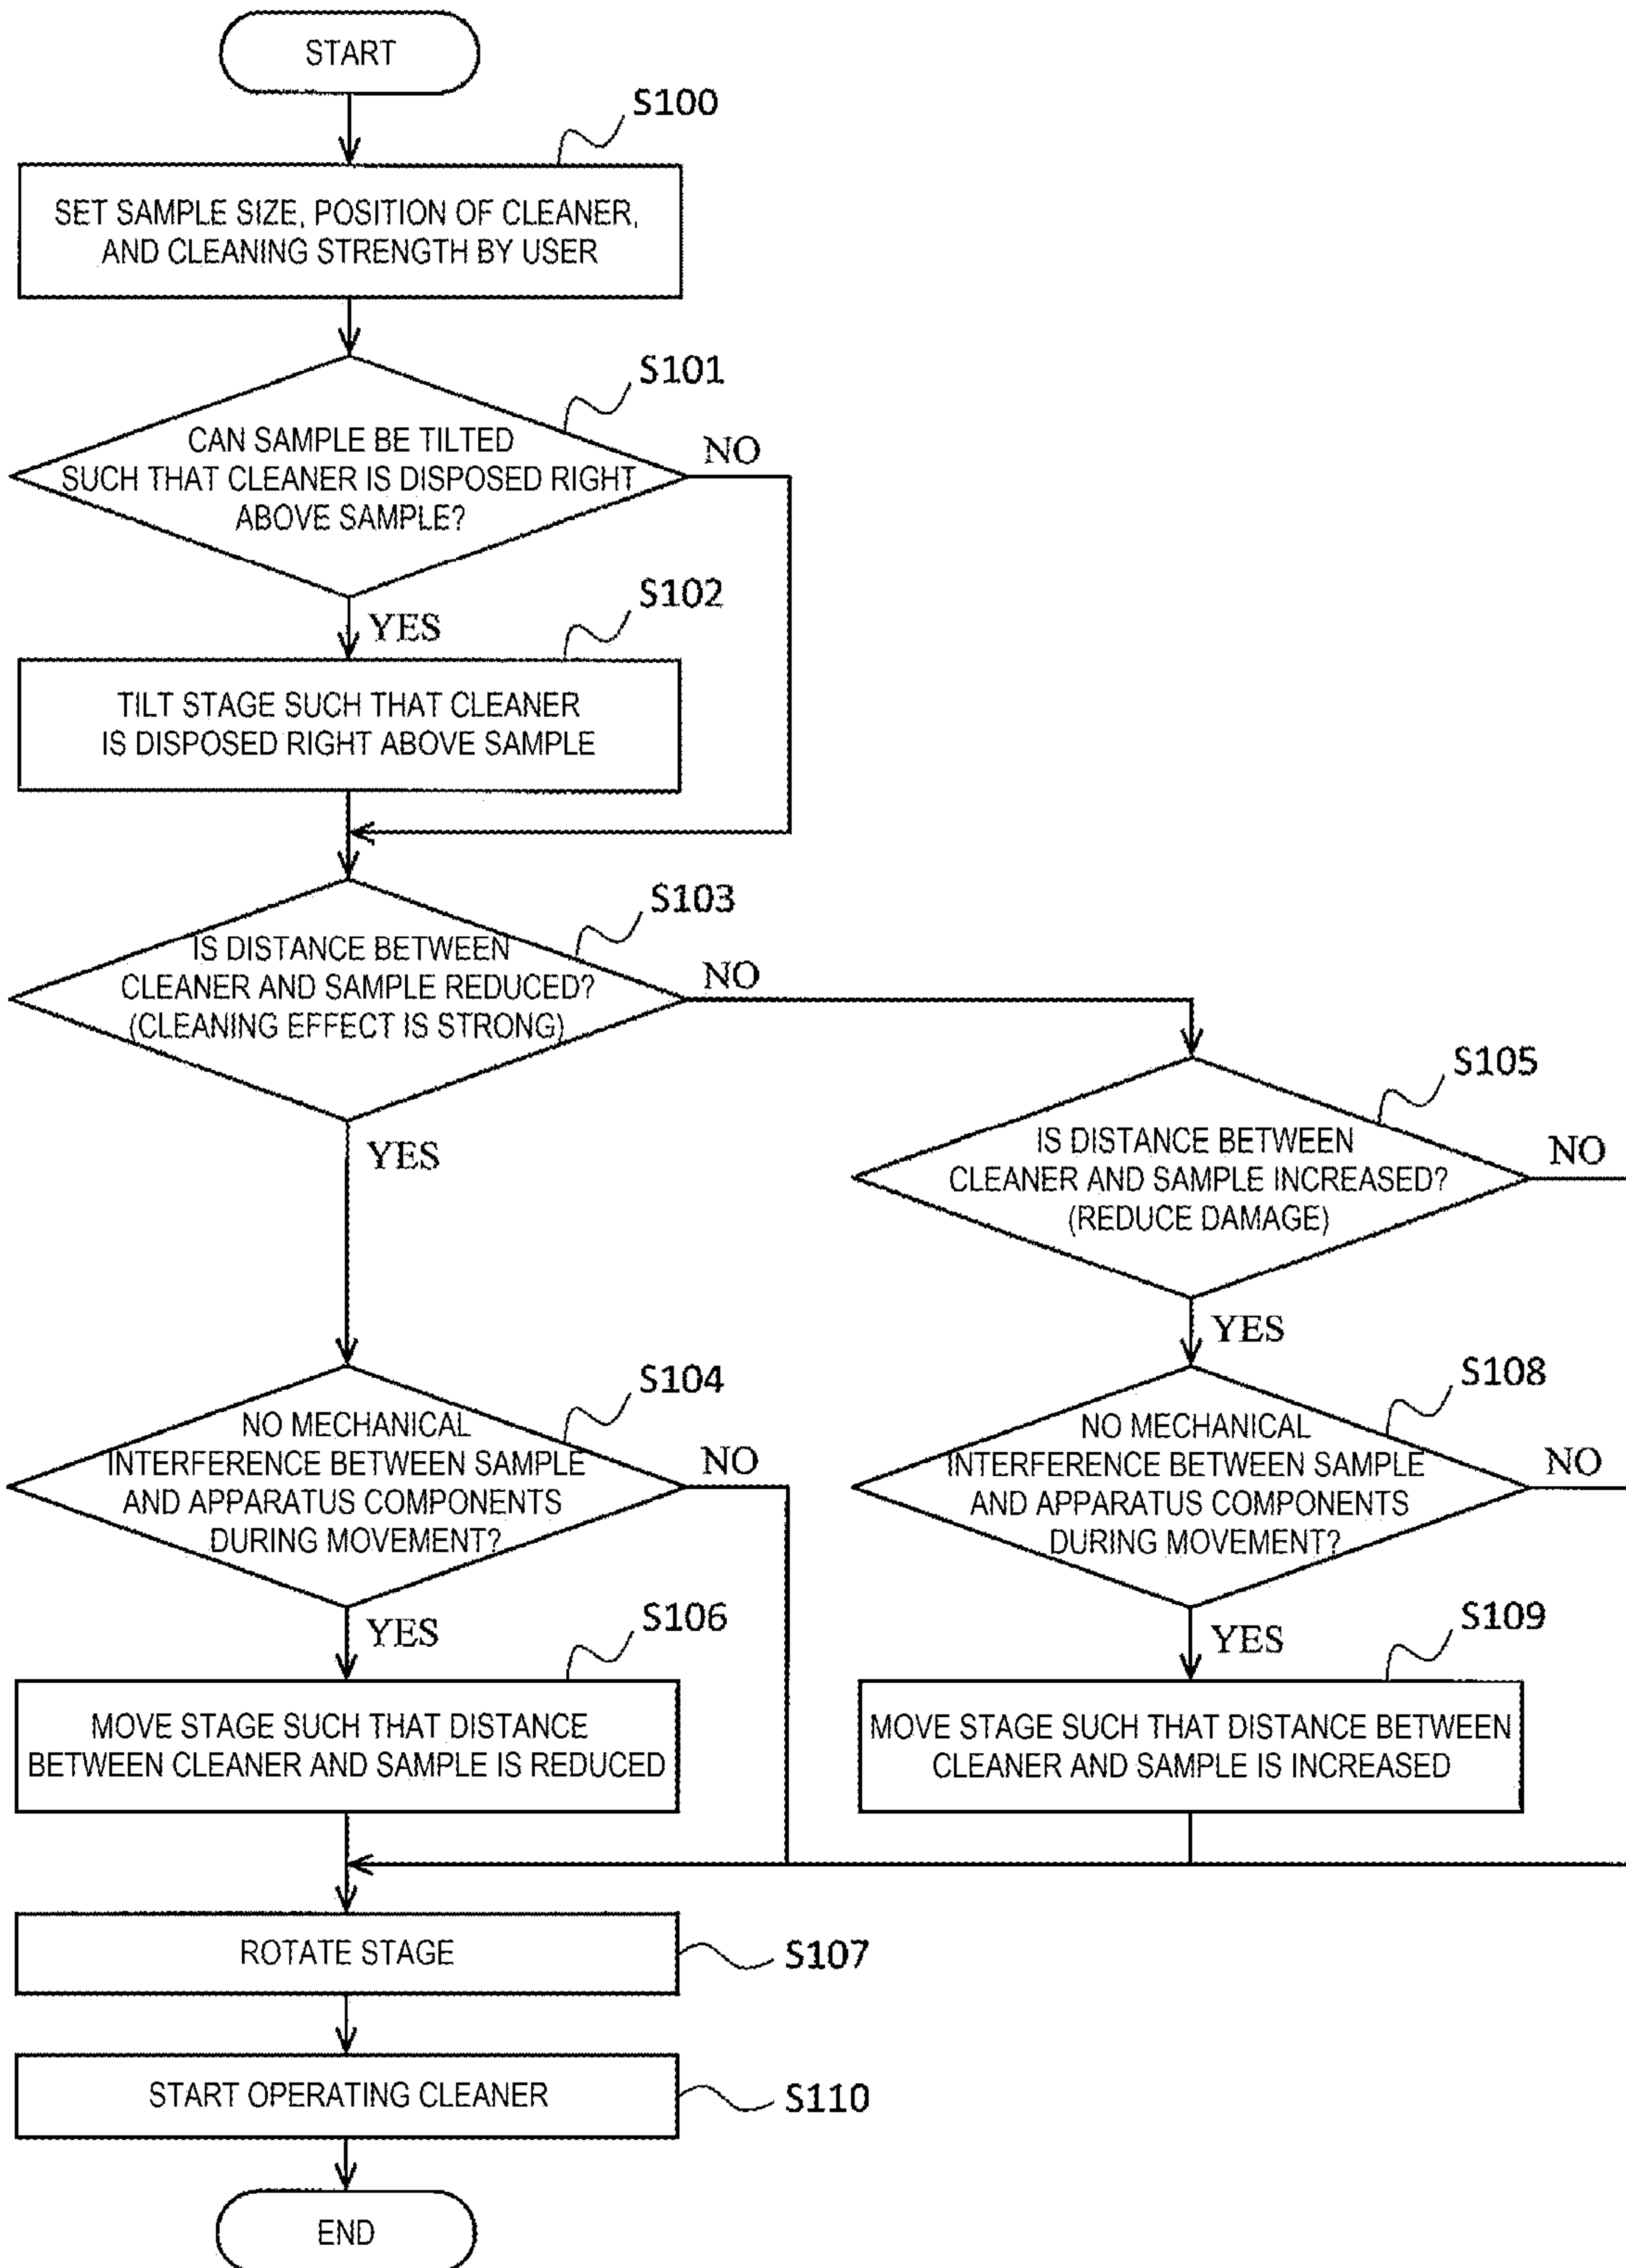 START
S100
SET SAMPLE SIZE, POSITION OF CLEANER,
AND CLEANING STRENGTH BY USER
S101
CAN SAMPLE BE TILTED
SUCH THAT CLEANER IS DISPOSED RIGHT
ABOVE SAMPLE?
NO
YES
S102
TILT STAGE SUCH THAT CLEANER
IS DISPOSED RIGHT ABOVE SAMPLE
S103
IS DISTANCE BETWEEN
CLEANER AND SAMPLE REDUCED?
(CLEANING EFFECT IS STRONG)
NO
YES
S105
IS DISTANCE BETWEEN
CLEANER AND SAMPLE INCREASED?
(REDUCE DAMAGE)
NO
YES
S104
NO MECHANICAL
INTERFERENCE BETWEEN SAMPLE
AND APPARATUS COMPONENTS
DURING MOVEMENT?
NO
YES
S108
NO MECHANICAL
INTERFERENCE BETWEEN SAMPLE
AND APPARATUS COMPONENTS
DURING MOVEMENT?
NO
YES
S106
MOVE STAGE SUCH THAT DISTANCE
BETWEEN CLEANER AND SAMPLE IS REDUCED
S109
MOVE STAGE SUCH THAT DISTANCE BETWEEN
CLEANER AND SAMPLE IS INCREASED
ROTATE STAGE
S107
START OPERATING CLEANER
S110
END